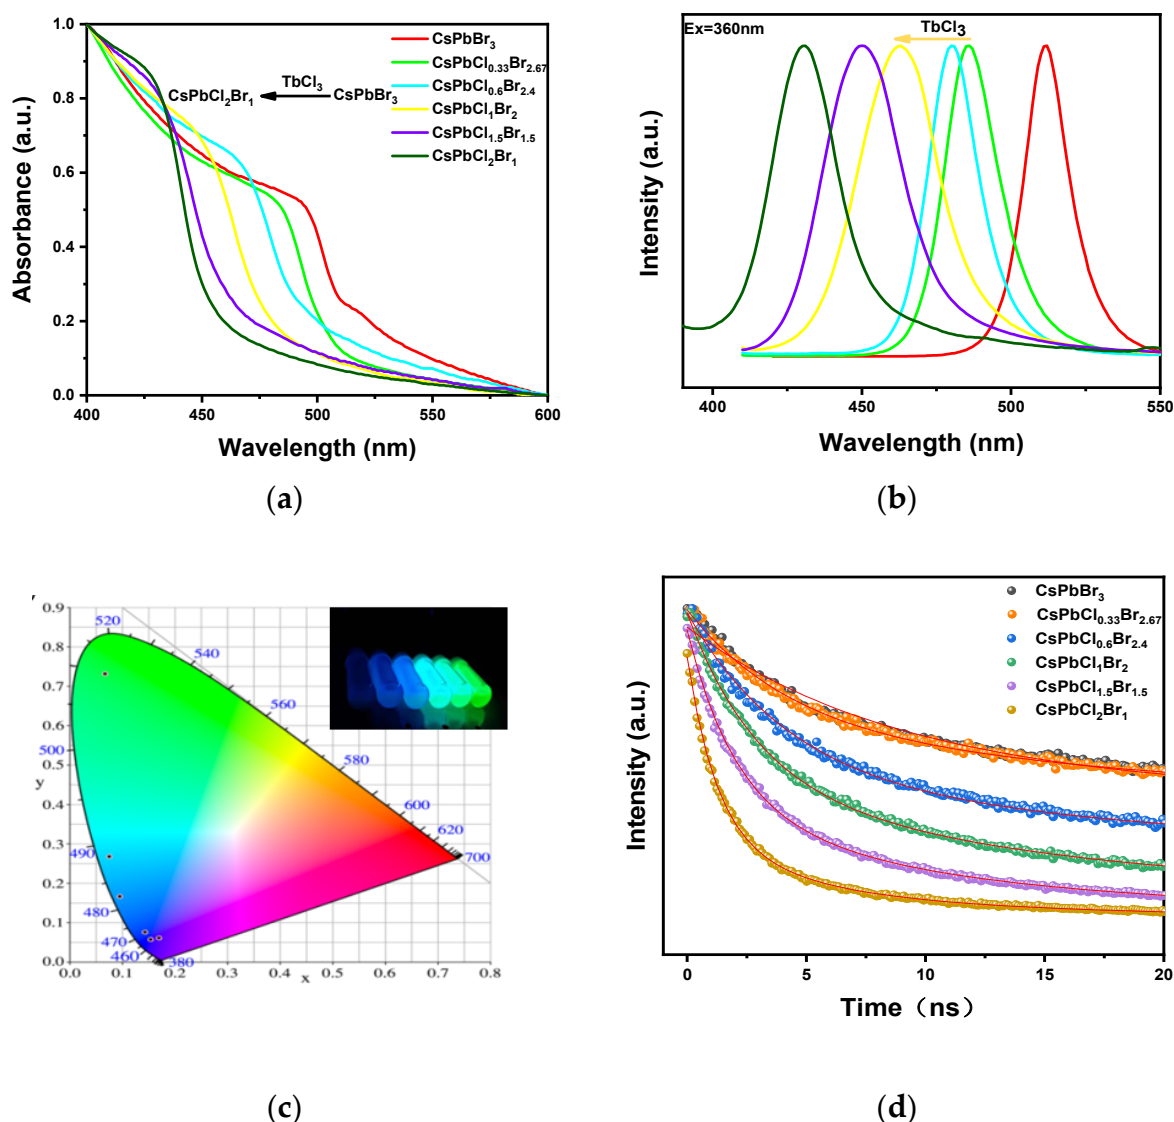 1.0
0.8
0.6
0.4
0.2
0.0
400
450
500
550
600
Absorbance (a.u.)
Wavelength (nm)
CsPbBr3
CsPbCl0.33Br2.67
CsPbCl0.6Br2.4
CsPbCl1Br2
CsPbCl1.5Br1.5
CsPbCl2Br1
TbCl3
CsPbCl2Br1
CsPbBr3
(a)
Ex=360nm
TbCl3
Intensity (a.u.)
400
450
500
550
Wavelength (nm)
(b)
0.9
0.8
0.7
0.6
500
0.5
y
0.4
0.3
0.2
0.1
0.0
520
540
560
580
600
620
700
490
480
470
460
380
0.0
0.1
0.2
0.3
0.4
0.5
0.6
0.7
0.8
x
(c)
CsPbBr3
CsPbCl0.33Br2.67
CsPbCl0.6Br2.4
CsPbCl1Br2
CsPbCl1.5Br1.5
CsPbCl2Br1
Intensity (a.u.)
0
5
10
15
20
Time（ns）
(d)